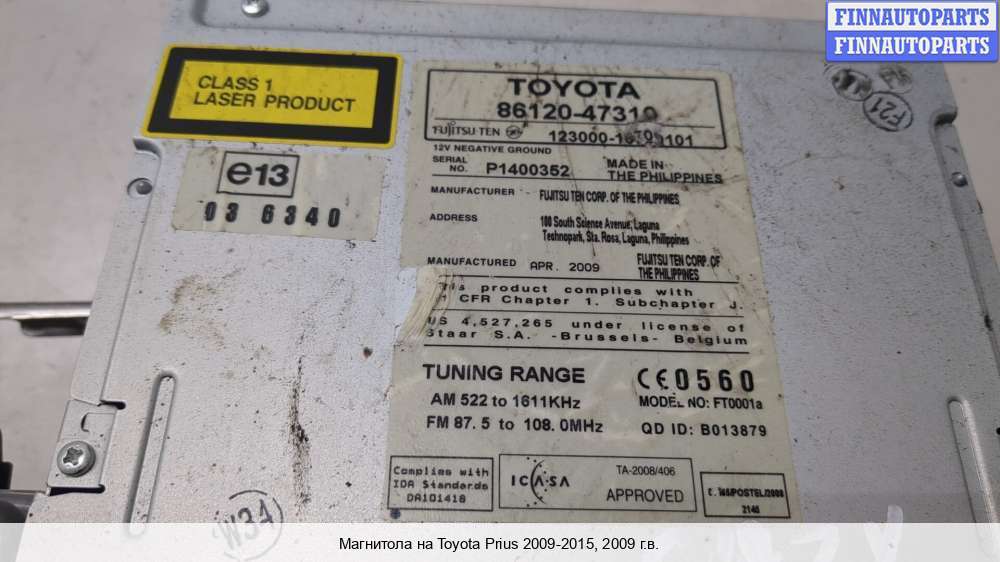 FINNAUTOPARTS
FINNAUTOPARTS
CLASS 1
LASER PRODUCT
e13
036340
TOYOTA
86120-47310
FUJITSU TEN
12V NEGATIVE GROUND
SERIAL NO. P1400352
MADE IN
THE PHILIPPINES
MANUFACTURER - FUJITSU TEN CORP. OF THE PHILIPPINES
ADDRESS
100 South Science Avenue, Laguna
Technopark, Sta. Rosa, Laguna, Philippines
MANUFACTURED APR. 2009
FUJITSU TEN CORP. OF
THE PHILIPPINES
product complies with
CFR Chapter 1. Subchapter J.
US 4,527,265 under license of
Staar S.A. -Brussels- Belgium
TUNING RANGE
AM 522 to 1611KHz
FM 87.5 to 108.0MHz
CE0560
MODEL NO: FT0001a
QD ID: B013879
Complies with
IDA Standards
DA101418
ICASA
TA-2008/406
APPROVED
F21
W3A
Магнитола на Toyota Prius 2009-2015, 2009 г.в.